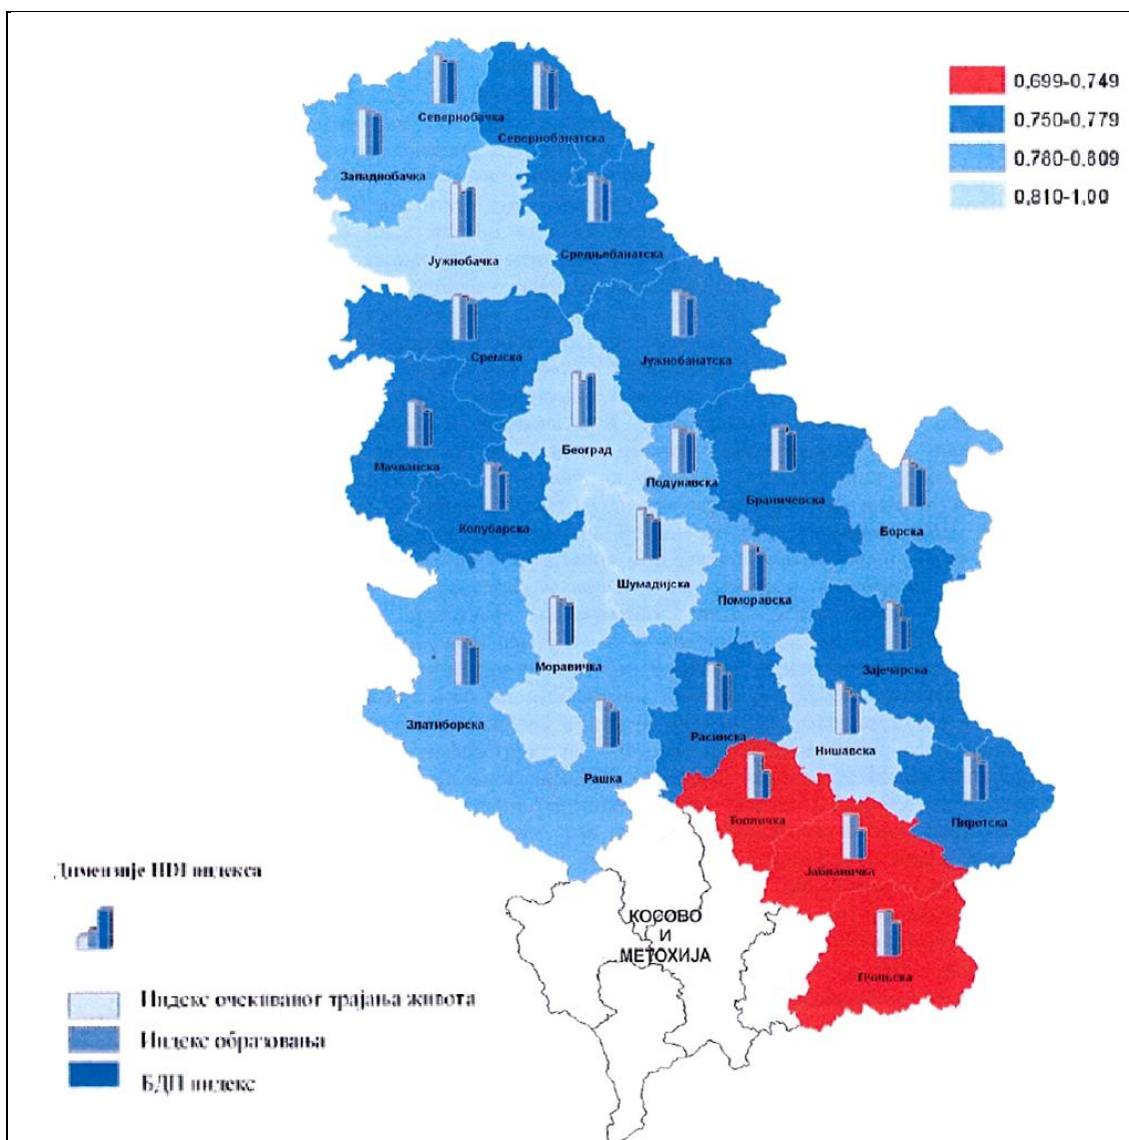 0,699-0,749
0,750-0,779
0,780-0,809
0,810-1,00
Севернобачка
Севернобанатска
Западнобачка
Јужнобачка
Средњебанатска
Сремска
Јужнобанатска
Београд
Мачванска
Подунавска
Браничевска
Колубарска
Борска
Шумадијска
Поморавска
Моравичка
Зајечарска
Златиборска
Расинска
Нишавска
Рашка
Топличка
Пиротска
Јабланичка
Димензије HDI индекса
КОСОВО
И
МЕТОХИЈА
Пчињска
Индекс очекиваног трајања живота
Индекс образовања
БДП индекс